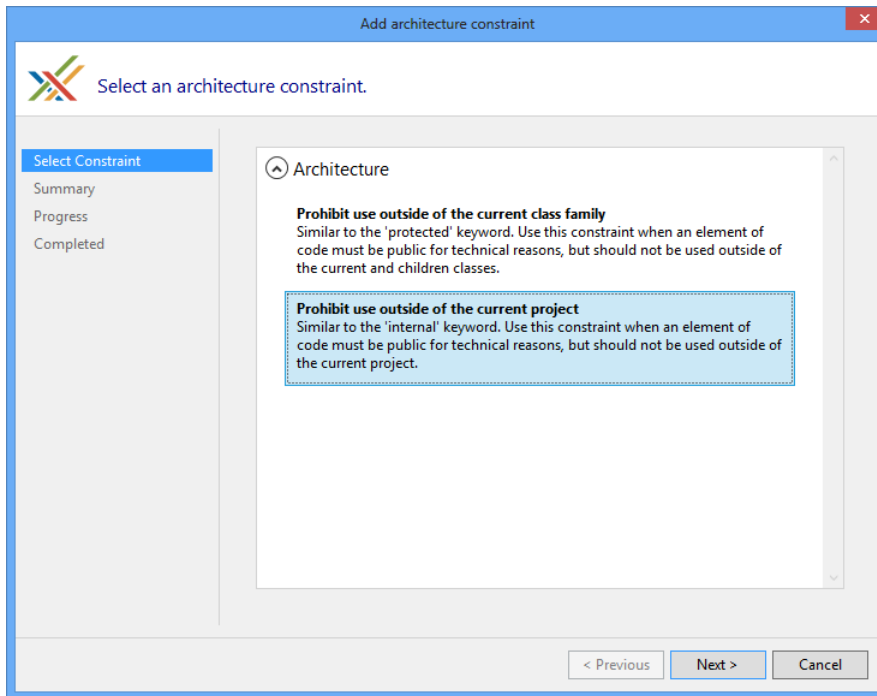 Add architecture constraint
Select an architecture constraint.
Select Constraint
Summary
Progress
Completed
Architecture
Prohibit use outside of the current class family
Similar to the 'protected' keyword. Use this constraint when an element of
code must be public for technical reasons, but should not be used outside of
the current and children classes.
Prohibit use outside of the current project
Similar to the 'internal' keyword. Use this constraint when an element of
code must be public for technical reasons, but should not be used outside of
the current project.
< Previous
Next >
Cancel